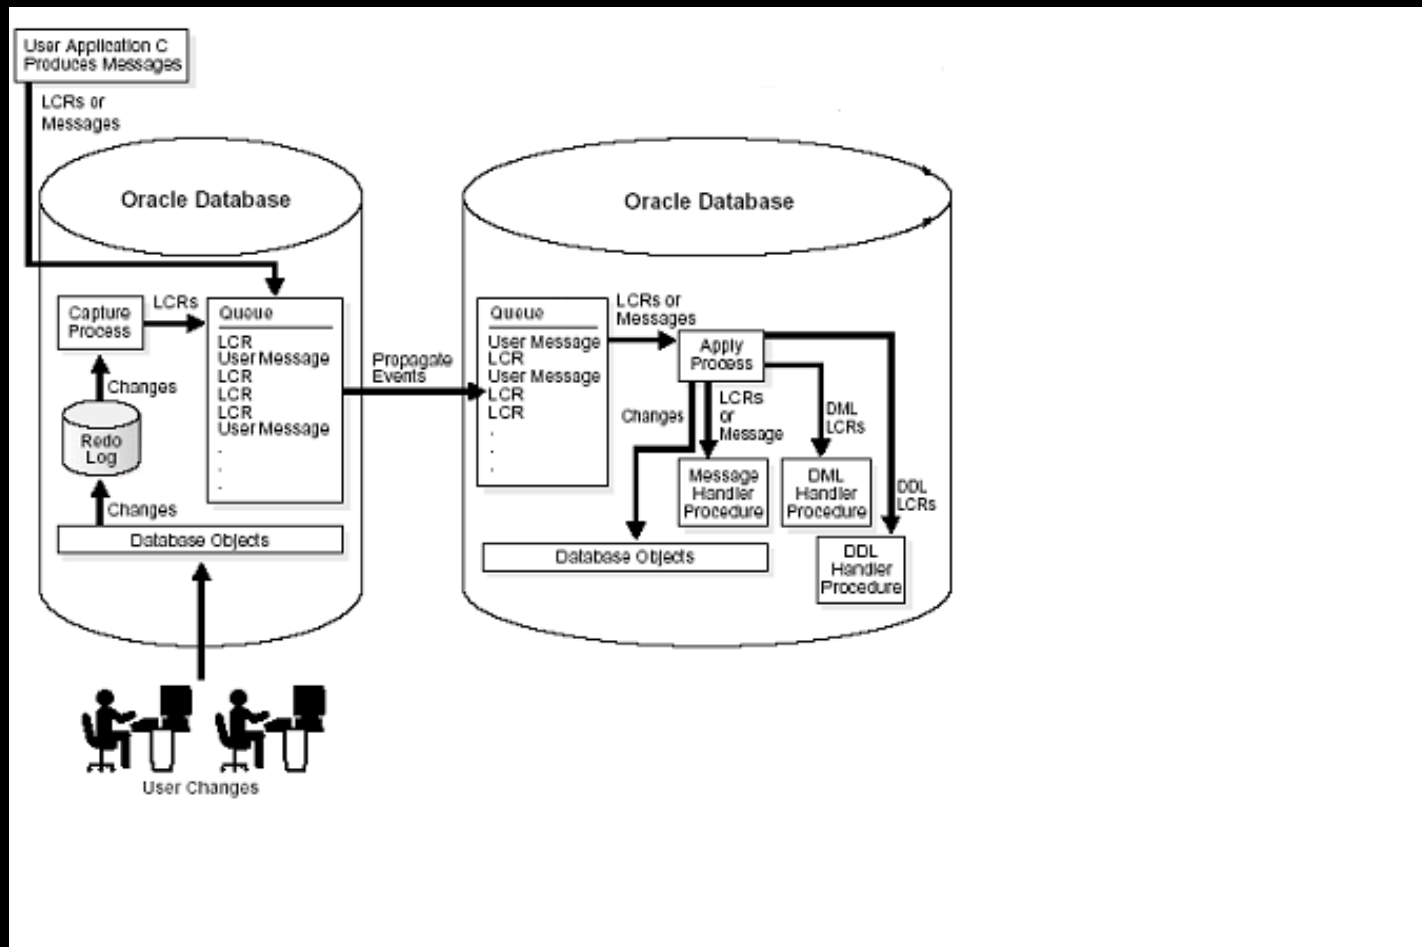 User Application C
Produces Messages
LCRs or
Messages
Oracle Database
Capture
Process
LCRs
Queue
LCR
User Message
LCR
LCR
LCR
User Message
.
.
.
Changes
Redo
Log
Changes
Database Objects
User Changes
Propagate
Events
Oracle Database
Queue
User Message
LCR
User Message
LCR
LCR
.
.
.
LCRs or
Messages
Apply
Process
Changes
LCRs
or
Message
DML
LCRs
DDL
LCRs
Message
Handler
Procedure
DML
Handler
Procedure
DDL
Handler
Procedure
Database Objects